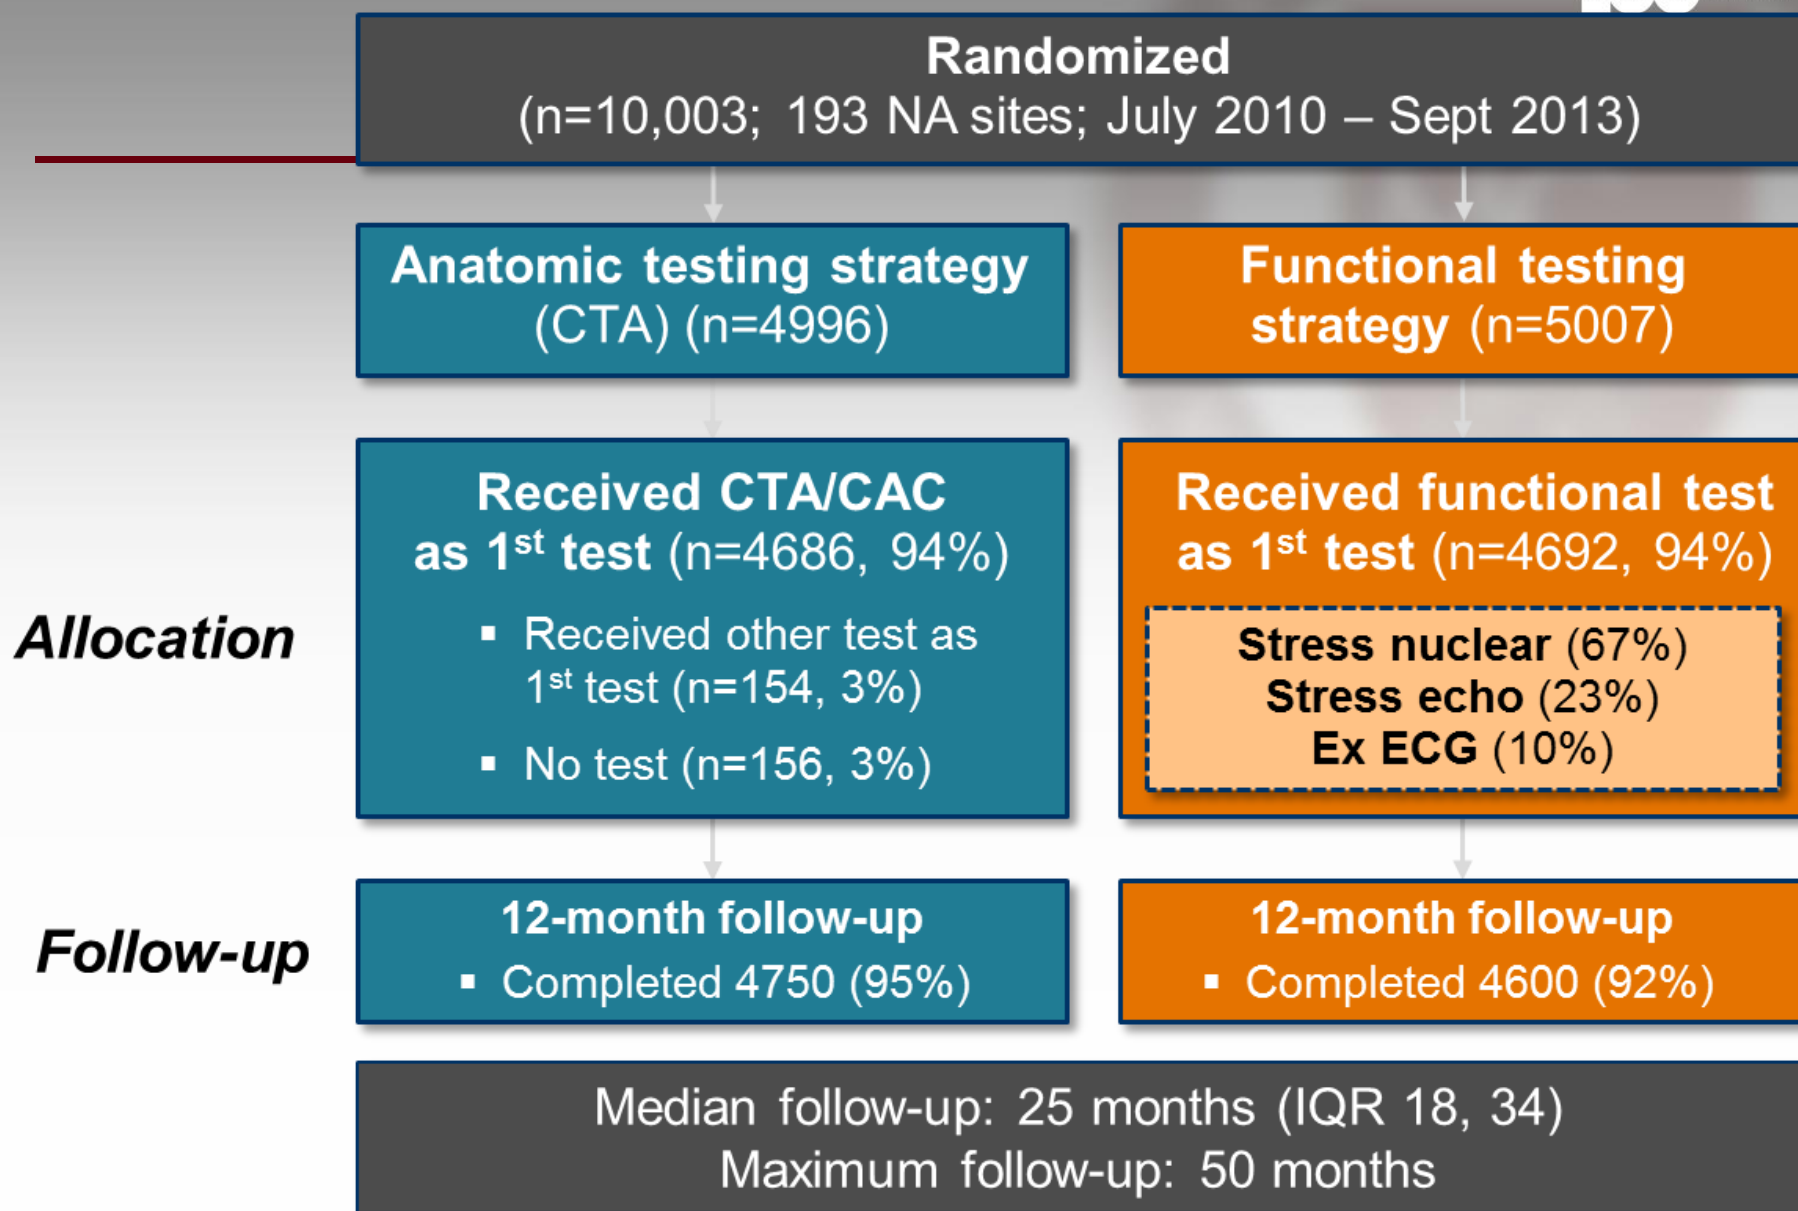 Randomized
(n=10,003; 193 NA sites; July 2010 – Sept 2013)
Anatomic testing strategy
(CTA) (n=4996)
Functional testing
strategy (n=5007)
Allocation
Received CTA/CAC
as 1st test (n=4686, 94%)
▪ Received other test as
1st test (n=154, 3%)
▪ No test (n=156, 3%)
Received functional test
as 1st test (n=4692, 94%)
Stress nuclear (67%)
Stress echo (23%)
Ex ECG (10%)
Follow-up
12-month follow-up
▪ Completed 4750 (95%)
12-month follow-up
▪ Completed 4600 (92%)
Median follow-up: 25 months (IQR 18, 34)
Maximum follow-up: 50 months